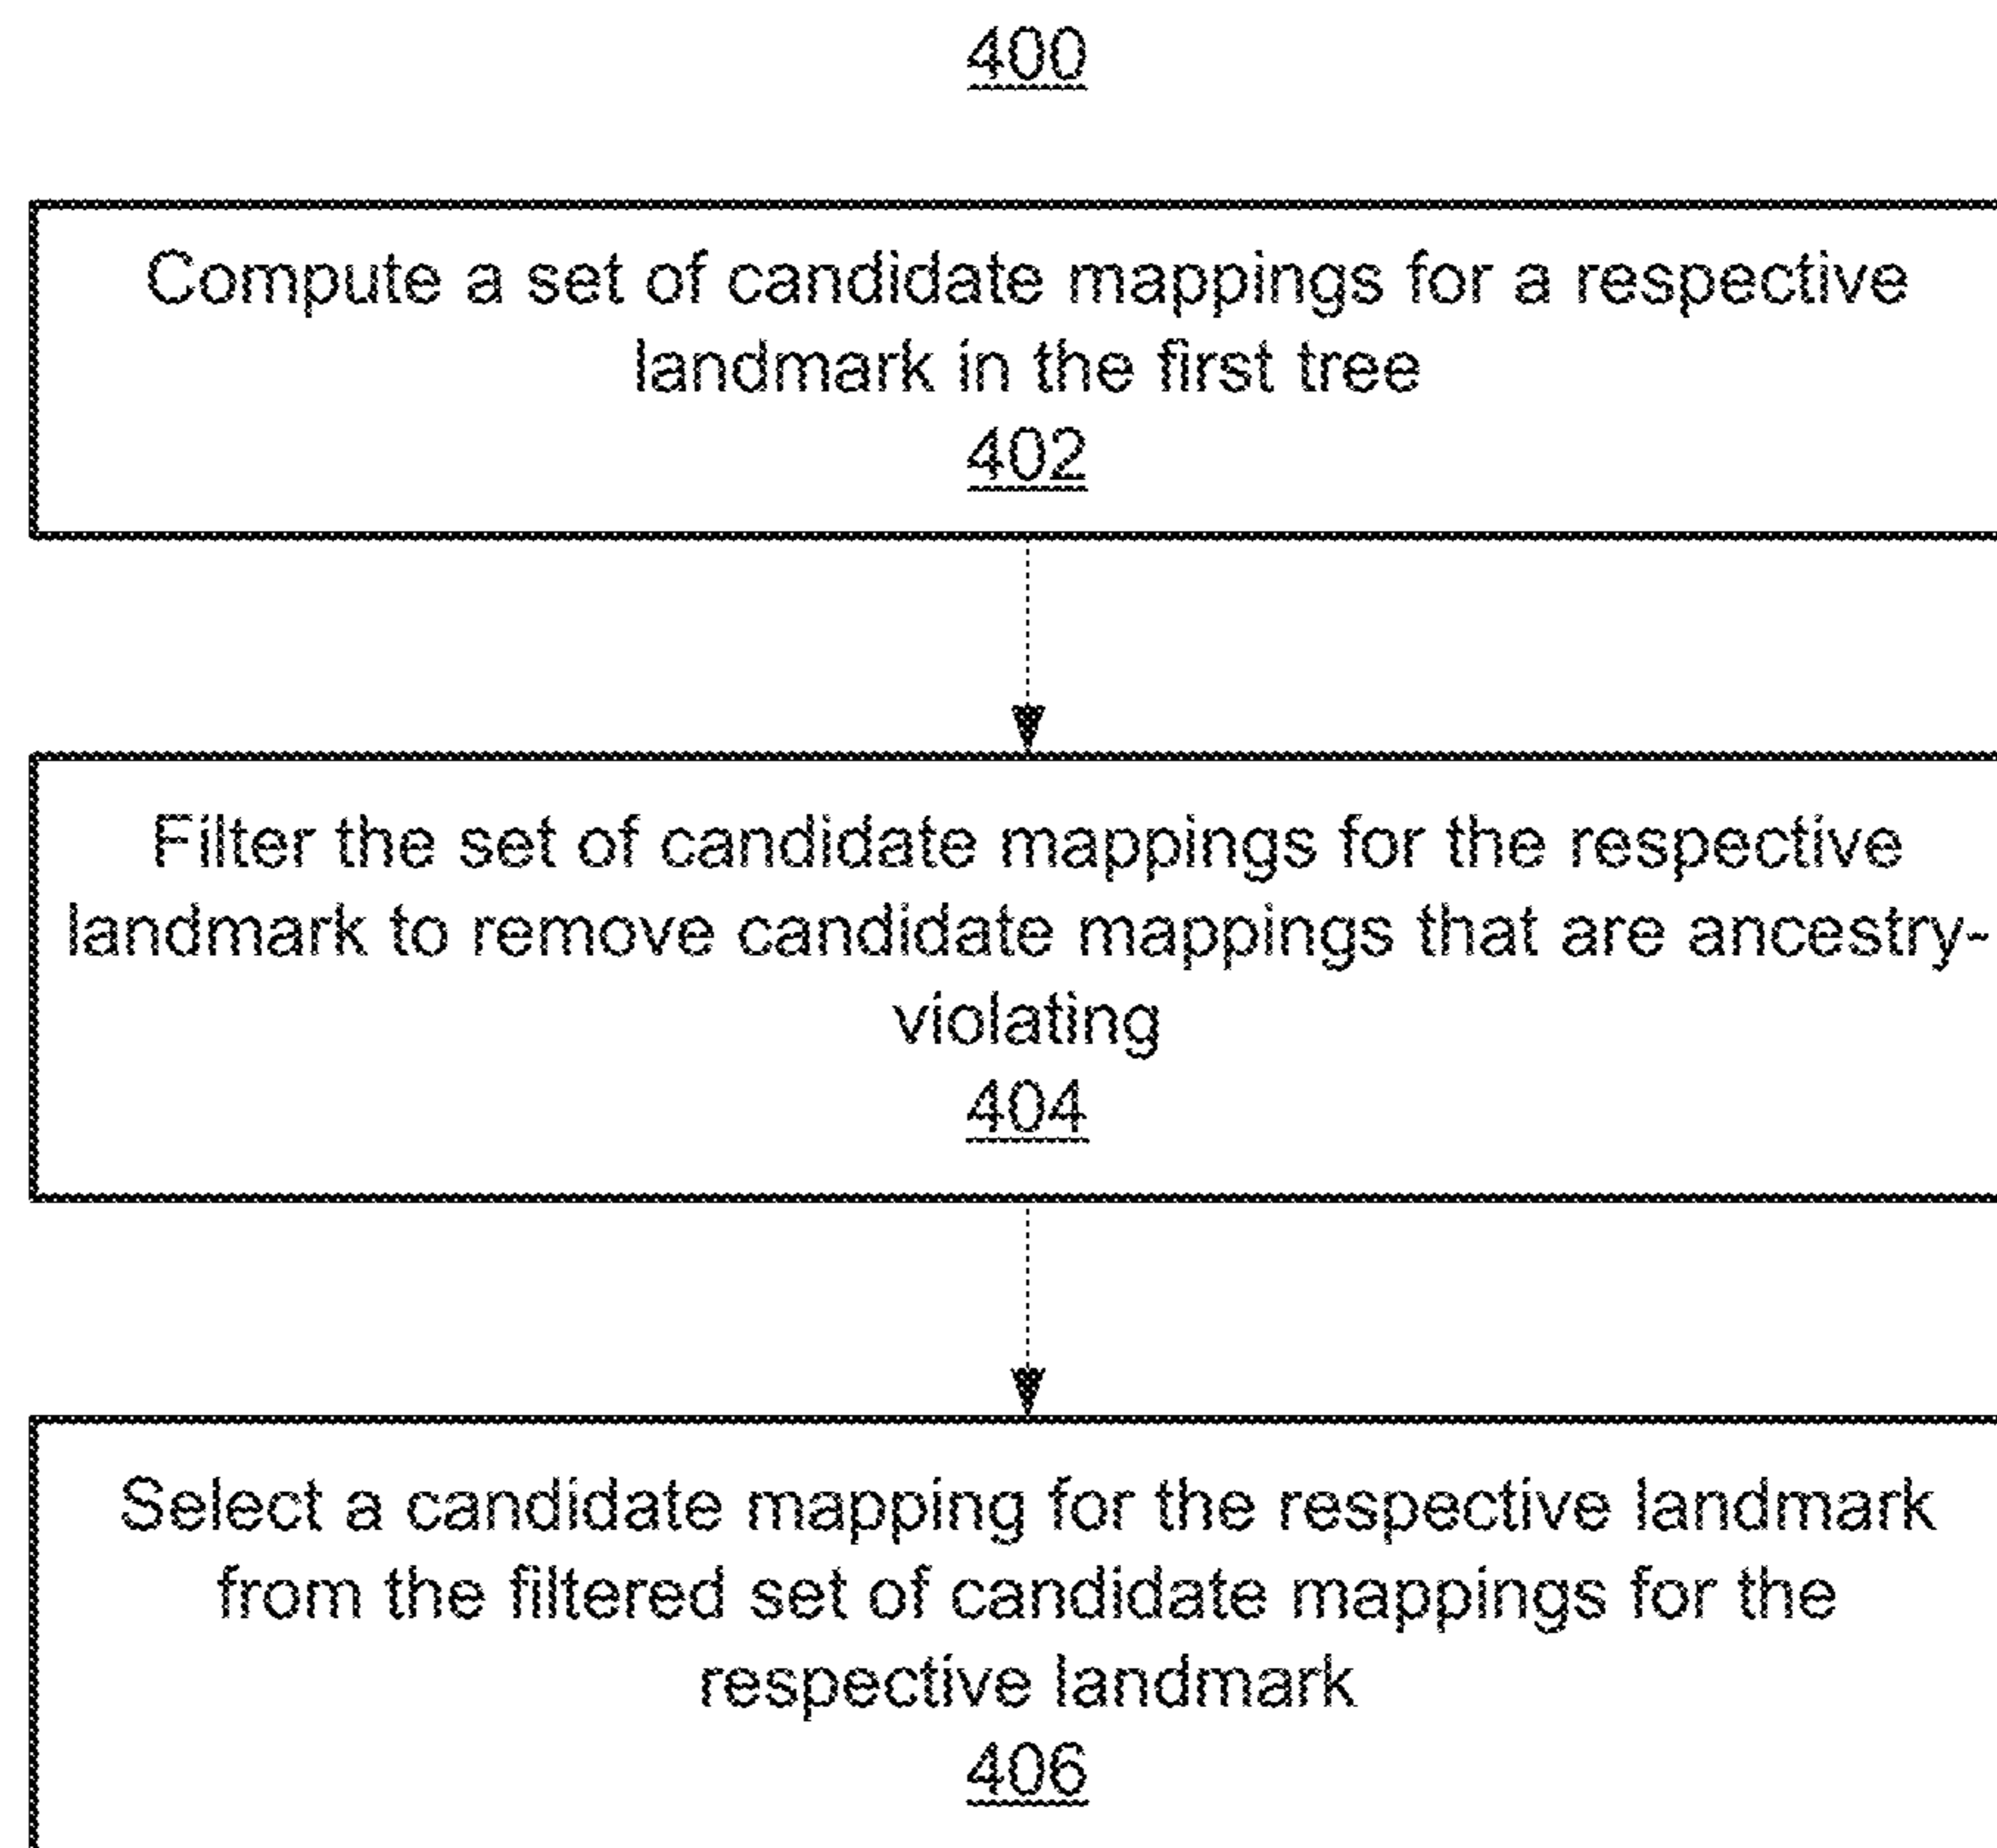 400
Compute a set of candidate mappings for a respective
landmark in the first tree
402
Filter the set of candidate mappings for the respective
landmark to remove candidate mappings that are ancestry-
violating
404
Select a candidate mapping for the respective landmark
from the filtered set of candidate mappings for the
respective landmark
406